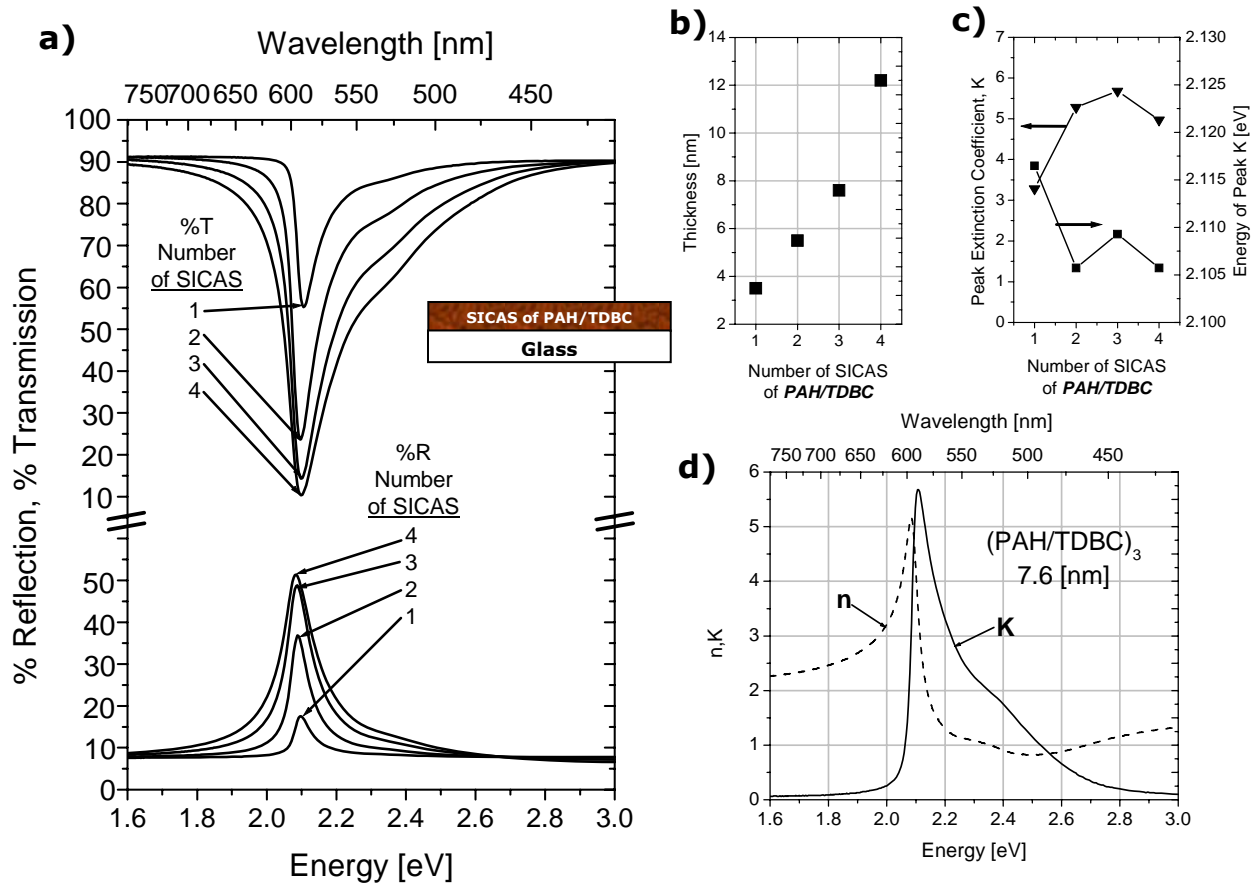 a)
Wavelength [nm]
750 700 650 600 550 500 450
100
90
80
70
60
50
40
30
20
10
50
40
30
20
10
0
% Reflection, % Transmission
%T
Number
of SICAS
1
2
3
4
SICAS of PAH/TDBC
Glass
%R
Number
of SICAS
4
3
2
1
1.6 1.8 2.0 2.2 2.4 2.6 2.8 3.0
Energy [eV]
b)
14
12
10
8
6
4
2
Thickness [nm]
1 2 3 4
Number of SICAS
of PAH/TDBC
c)
7
6
5
4
3
2
1
0
Peak Extinction Coefficient, K
2.130
2.125
2.120
2.115
2.110
2.105
2.100
Energy of Peak K [eV]
1 2 3 4
Number of SICAS
of PAH/TDBC
d)
Wavelength [nm]
750 700 650 600 550 500 450
6
5
4
3
2
1
0
n,K
(PAH/TDBC)3
7.6 [nm]
n
K
1.6 1.8 2.0 2.2 2.4 2.6 2.8 3.0
Energy [eV]